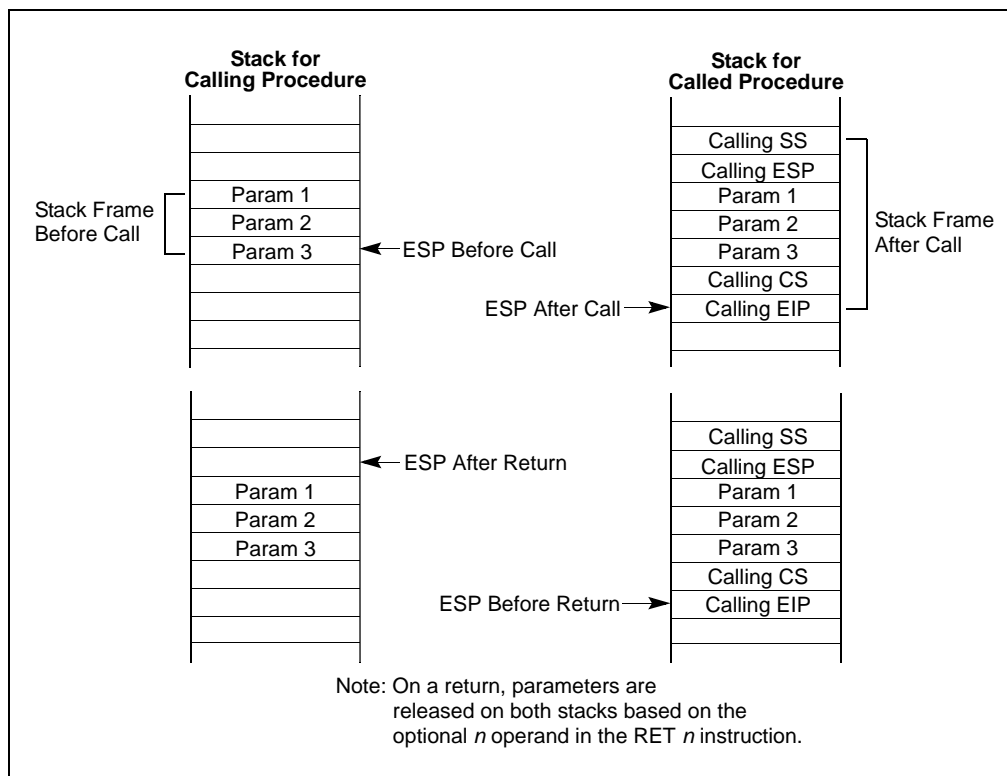 Stack for
Calling Procedure
Stack for
Called Procedure
Stack Frame
Before Call
Param 1
Param 2
Param 3
ESP Before Call
ESP After Call
Calling SS
Calling ESP
Param 1
Param 2
Param 3
Calling CS
Calling EIP
Stack Frame
After Call
ESP After Return
Param 1
Param 2
Param 3
ESP Before Return
Calling SS
Calling ESP
Param 1
Param 2
Param 3
Calling CS
Calling EIP
Note: On a return, parameters are
released on both stacks based on the
optional n operand in the RET n instruction.